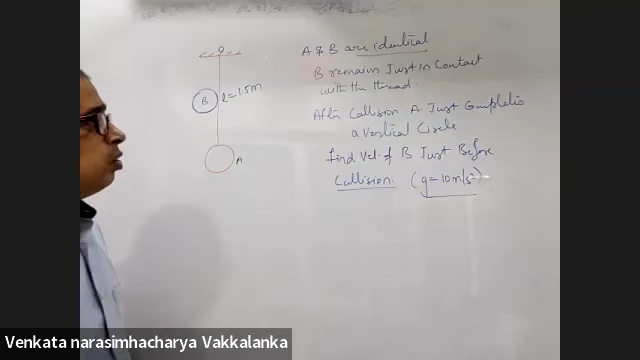 A & B are identical
B remains Just in Contact
with the thread.
B
l=1.5m
After Collision A Just Completes
a Vertical Circle
A
Find Vel. of B Just Before
Collision. (g=10m/s²)
Venkata narasimhacharya Vakkalanka